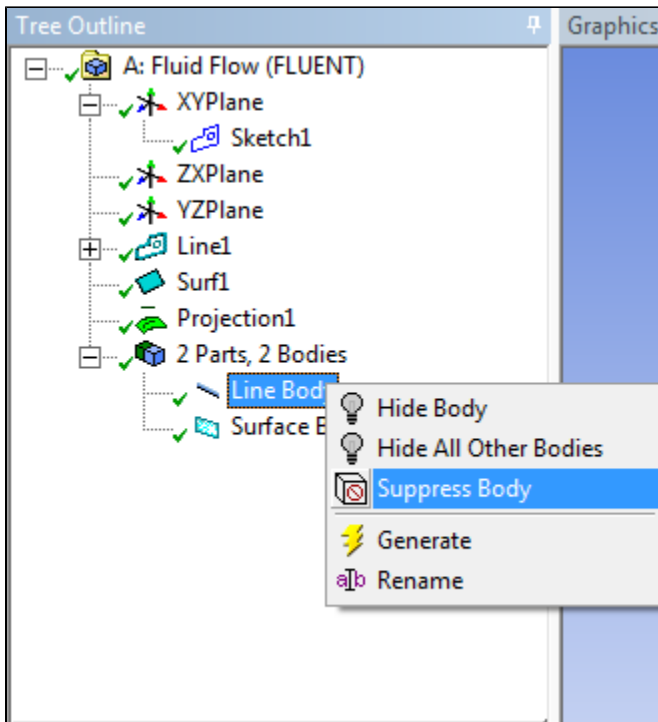 Tree Outline
Graphics
A: Fluid Flow (FLUENT)
XYPlane
Sketch1
ZXPlane
YZPlane
Line1
Surf1
Projection1
2 Parts, 2 Bodies
Line Body
Surface B
Hide Body
Hide All Other Bodies
Suppress Body
Generate
a b Rename